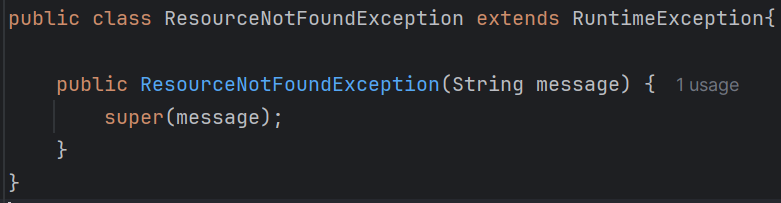 public class ResourceNotFoundException extends RuntimeException{
public ResourceNotFoundException(String message) { 1 usage
super(message);
}
}